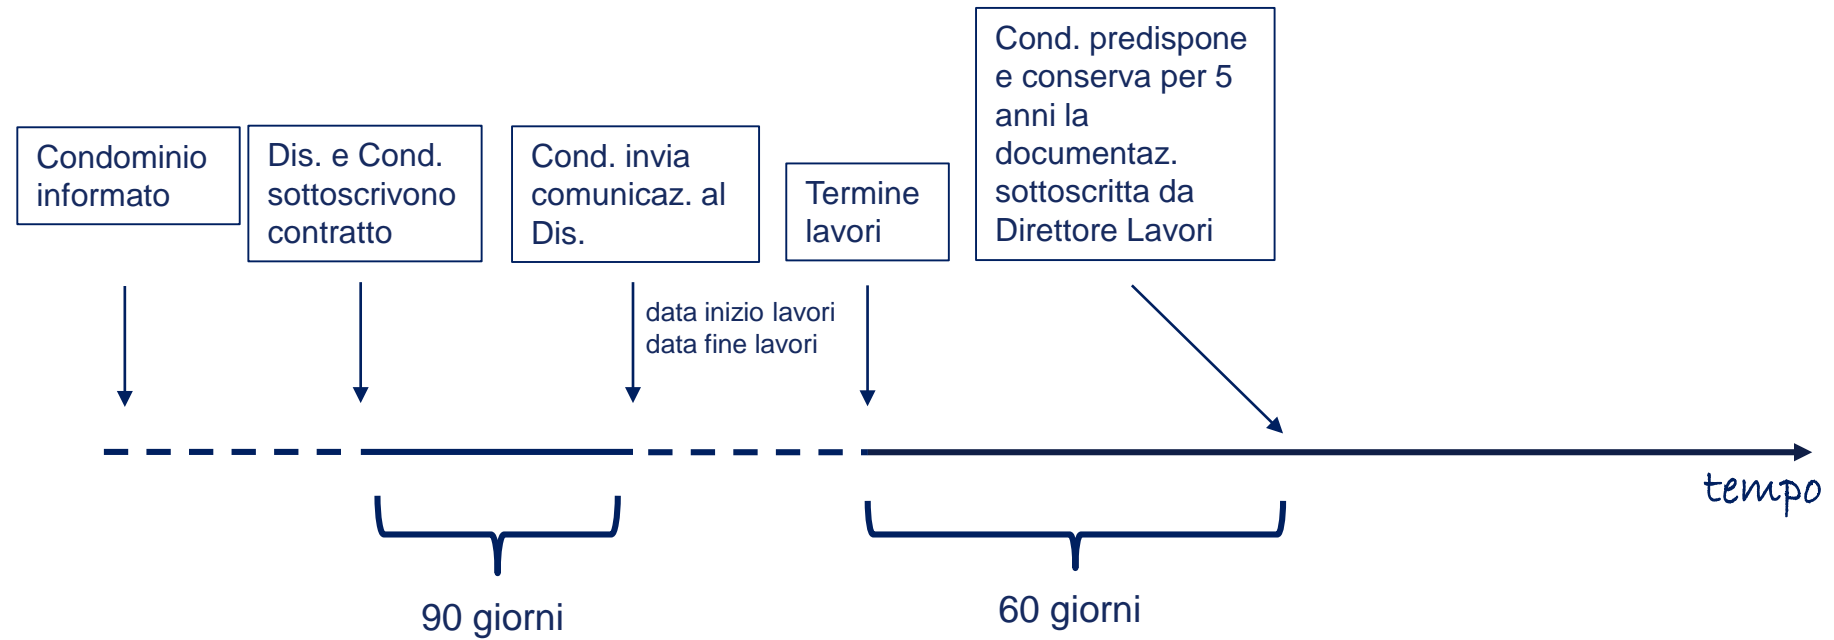 Condominio
informato
Dis. e Cond.
sottoscrivono
contratto
Cond. invia
comunicaz. al
Dis.
Termine
lavori
Cond. predispone
e conserva per 5
anni la
documentaz.
sottoscritta da
Direttore Lavori
data inizio lavori
data fine lavori
tempo
90 giorni
60 giorni